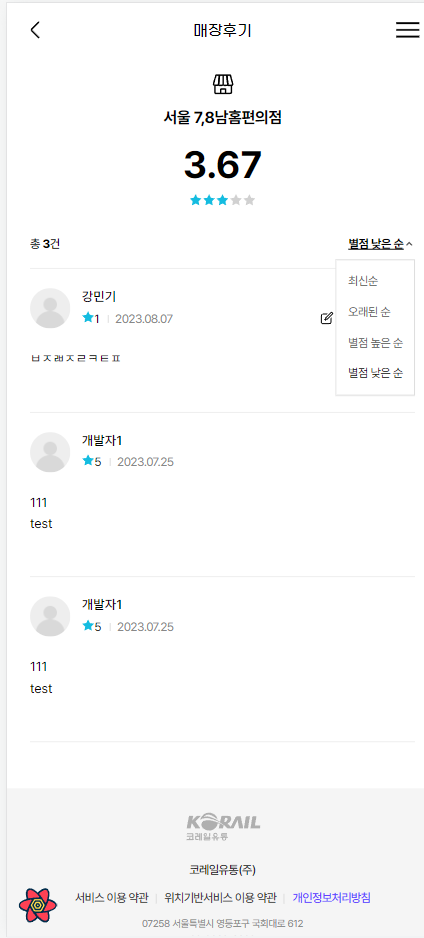 매장후기
서울 7,8남홈편의점
3.67
총 3건
별점 낮은 순
최신순
오래된 순
별점 높은 순
별점 낮은 순
강민기
1 2023.08.07
개발자1
5 2023.07.25
111
test
개발자1
5 2023.07.25
111
test
KORAIL
코레일유통
코레일유통(주)
서비스 이용 약관 위치기반서비스 이용 약관 개인정보처리방침
07258 서울특별시 영등포구 국회대로 612